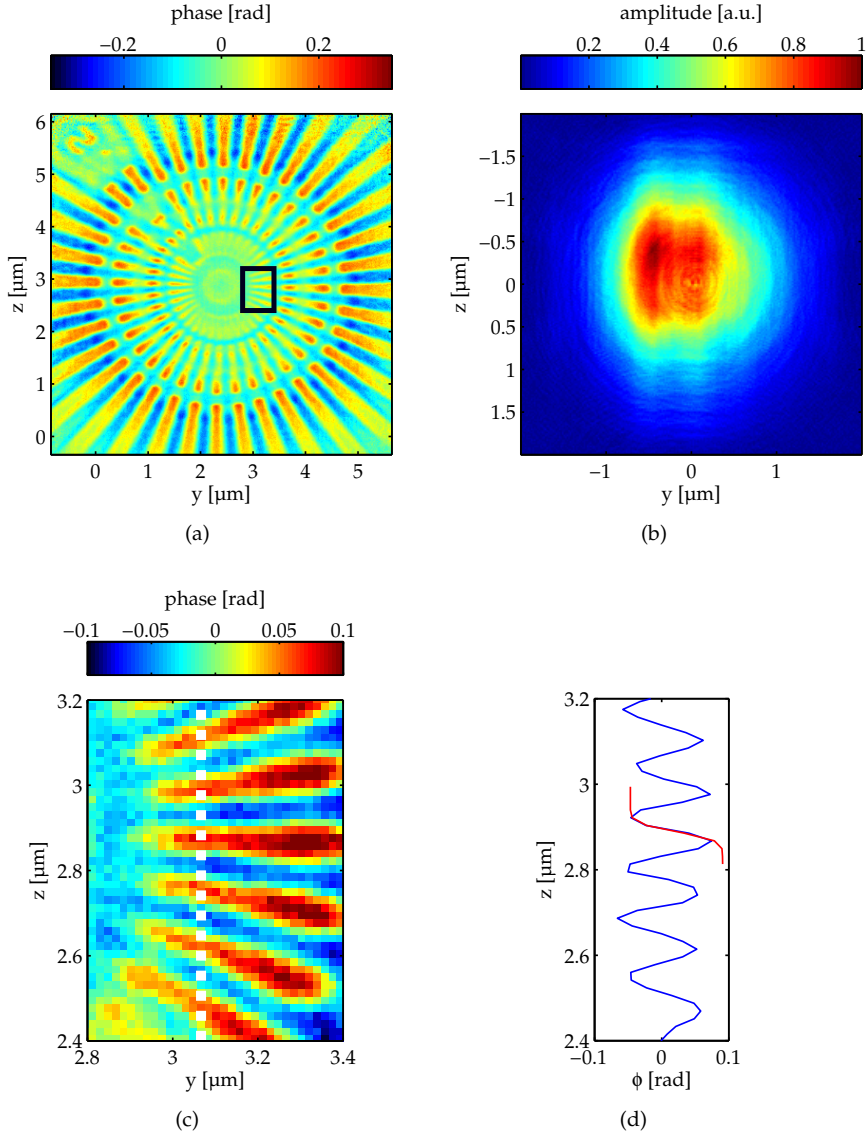 phase [rad]
−0.2 0 0.2
z [µm]
6
5
4
3
2
1
0
0 1 2 3 4 5
y [µm]
(a)
amplitude [a.u.]
0.2 0.4 0.6 0.8 1
z [µm]
-1.5
-1
-0.5
0
0.5
1
1.5
−1 0 1
y [µm]
(b)
phase [rad]
−0.1 −0.05 0 0.05 0.1
z [µm]
3.2
3
2.8
2.6
2.4
2.8 3 3.2 3.4
y [µm]
(c)
z [µm]
3.2
3
2.8
2.6
2.4
−0.1 0 0.1
ϕ [rad]
(d)